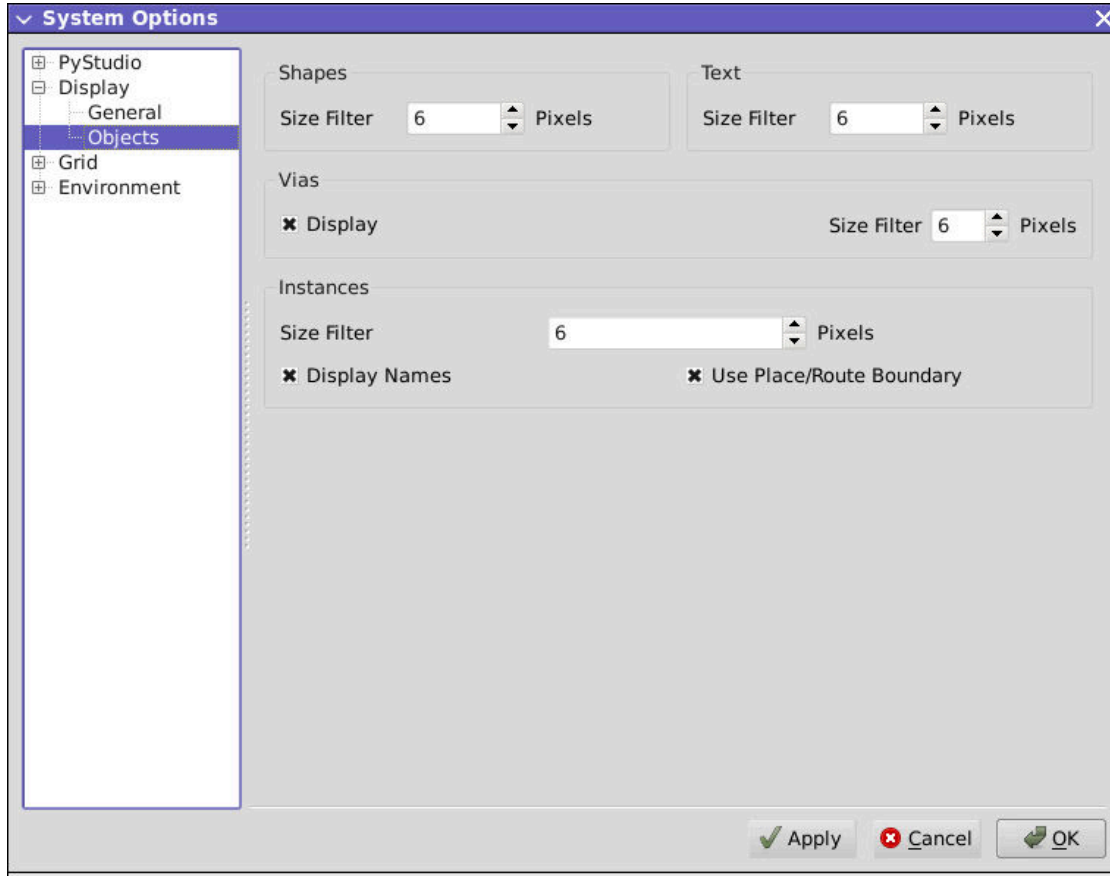 System Options
PyStudio
Display
General
Objects
Grid
Environment
Shapes
Size Filter 6 Pixels
Text
Size Filter 6 Pixels
Vias
Display Size Filter 6 Pixels
Instances
Size Filter 6 Pixels
Display Names Use Place/Route Boundary
Apply Cancel OK